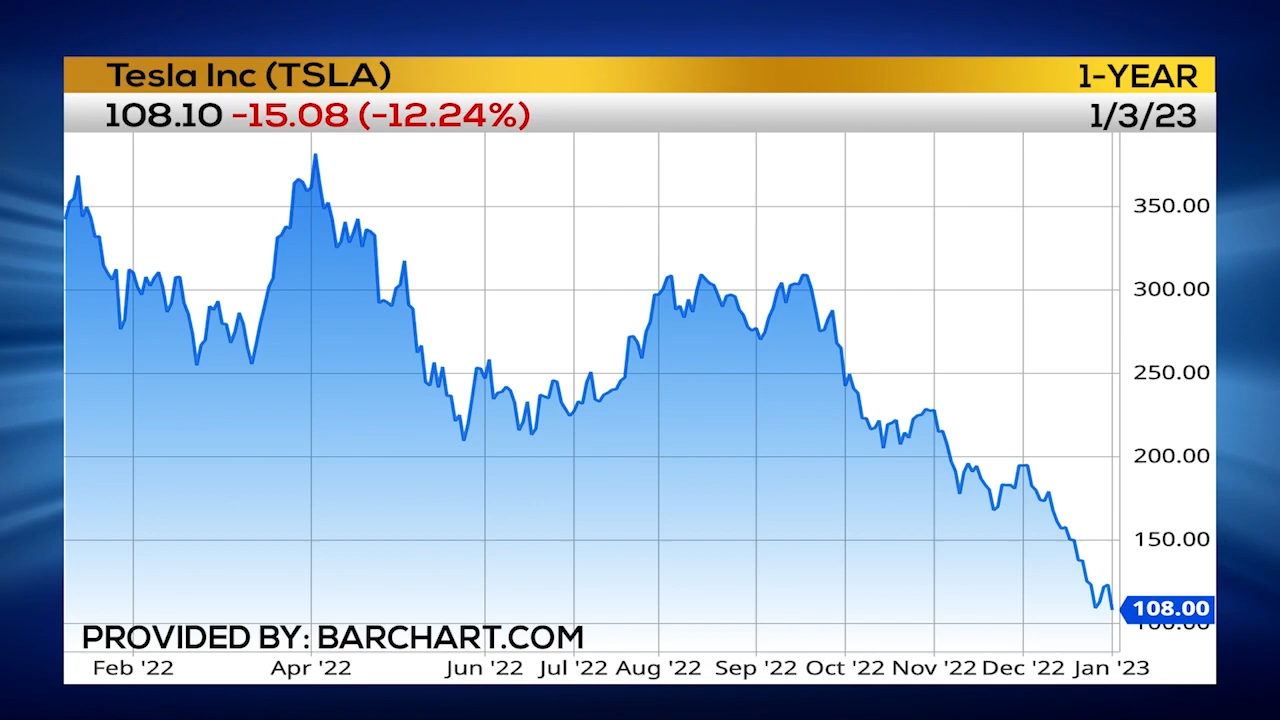 Tesla Inc (TSLA) 1-YEAR
108.10 -15.08 (-12.24%) 1/3/23
350.00
300.00
250.00
200.00
150.00
108.00
100.00
PROVIDED BY: BARCHART.COM
Feb '22 Apr '22 Jun '22 Jul '22 Aug '22 Sep '22 Oct '22 Nov '22 Dec '22 Jan '23